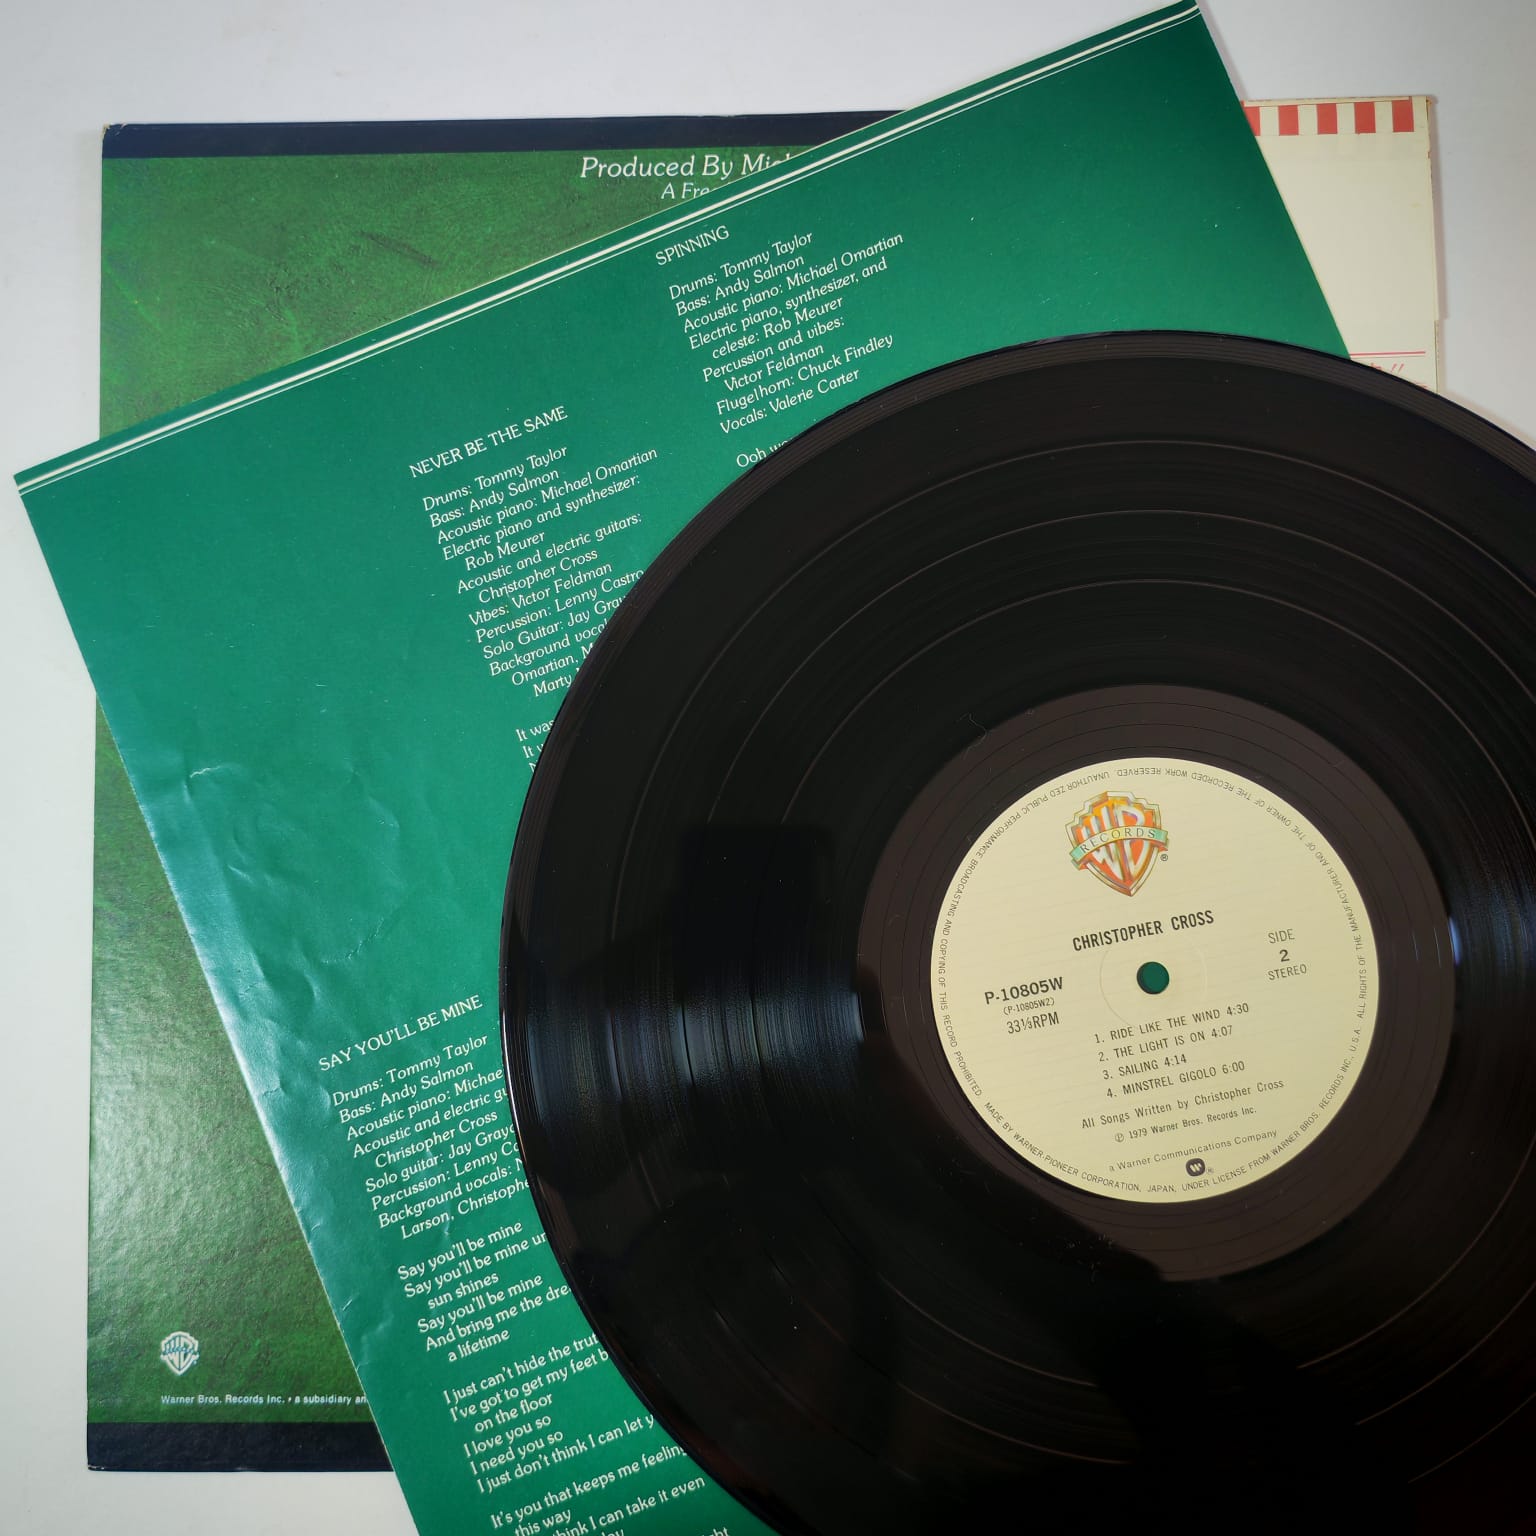 Produced By
A
SPINNING
Drums: Tommy Taylor
Bass: Andy Salmon
Acoustic piano: Michael Omartian
Electric piano, synthesizer, and
celeste: Rob Meurer
Percussion and vibes:
Victor Feldman
Flugelhorn: Chuck Findley
Vocals: Valerie Carter
Ooh
NEVER BE THE SAME
Drums: Tommy Taylor
Bass: Andy Salmon
Acoustic piano: Michael Omartian
Electric piano and synthesizer:
Rob Meurer
Acoustic and electric guitars:
Christopher Cross
Vibes: Victor Feldman
Percussion: Lenny Castro
Solo Guitar: Jay
Background
Omartian,
Marty
It was
It
SAY YOU'LL BE MINE
Drums: Tommy Taylor
Bass: Andy Salmon
Acoustic piano:
Acoustic and electric
Christopher Cross
Solo guitar: Jay
Percussion: Lenny
Background vocals:
Larson,
Say you'll be mine
Say you'll be mine
sun shines
Say you'll be mine
And bring me the
a lifetime
I just can't hide the
I've got to get my feet
on the floor
I love you so
I need you so
I just don't think I can let
It's you that keeps me
this way
think I can take it even
WB
Warner Bros. Records Inc. • a subsidiary
WB
RECORDS
®
CHRISTOPHER CROSS
SIDE
2
STEREO
P-10805W
(P-10805W2)
33⅓RPM
1. RIDE LIKE THE WIND 4:30
2. THE LIGHT IS ON 4:07
3. SAILING 4:14
4. MINSTREL GIGOLO 6:00
All Songs Written by Christopher Cross
℗ 1979 Warner Bros. Records Inc.
a Warner Communications Company
MADE BY WARNER-PIONEER CORPORATION, JAPAN, UNDER LICENSE FROM WARNER BROS. RECORDS INC., U.S.A. ALL RIGHTS OF THE MANUFACTURER AND OF THE OWNER OF THE RECORDED WORK RESERVED. UNAUTHORIZED PUBLIC PERFORMANCE BROADCASTING AND COPYING OF THIS RECORD PROHIBITED.